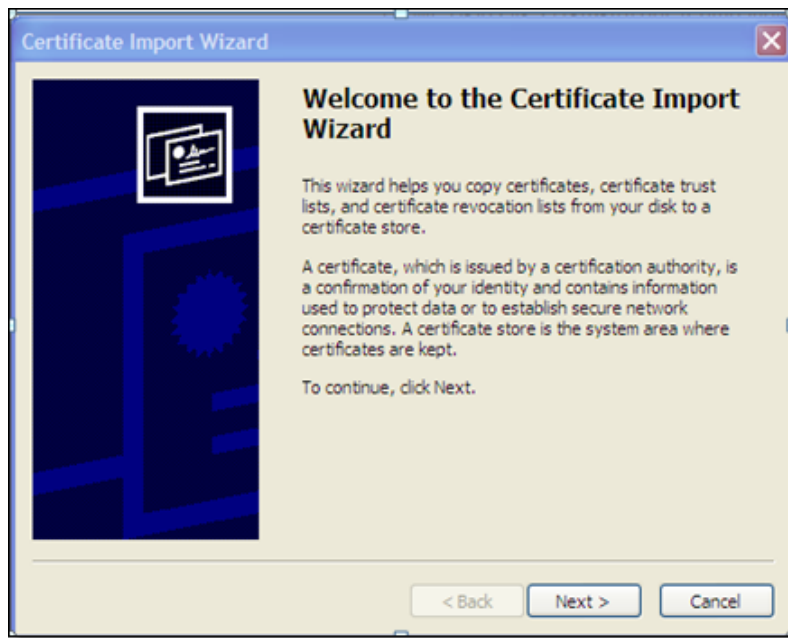 Certificate Import Wizard
Welcome to the Certificate Import
Wizard
This wizard helps you copy certificates, certificate trust
lists, and certificate revocation lists from your disk to a
certificate store.
A certificate, which is issued by a certification authority, is
a confirmation of your identity and contains information
used to protect data or to establish secure network
connections. A certificate store is the system area where
certificates are kept.
To continue, click Next.
< Back Next > Cancel